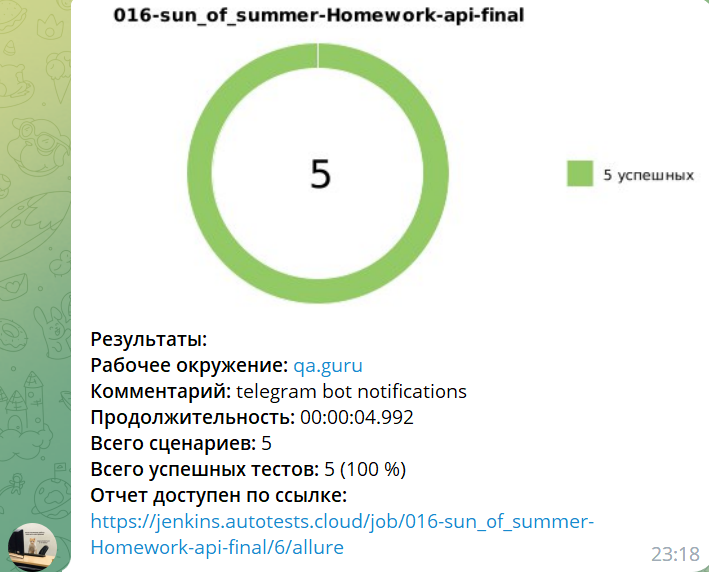 016-sun_of_summer-Homework-api-final
5
5 успешных
Результаты:
Рабочее окружение: qa.guru
Комментарий: telegram bot notifications
Продолжительность: 00:00:04.992
Всего сценариев: 5
Всего успешных тестов: 5 (100 %)
Отчет доступен по ссылке:
https://jenkins.autotests.cloud/job/016-sun_of_summer-
Homework-api-final/6/allure
23:18